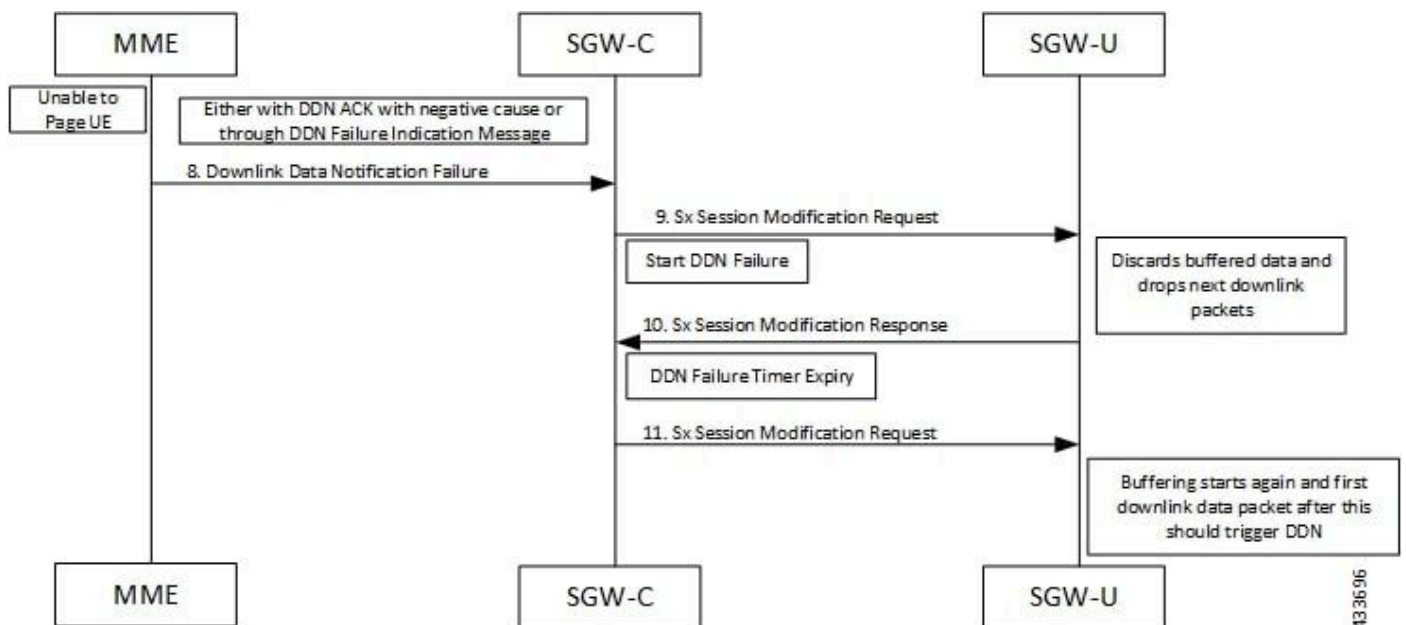 MME
SGW-C
SGW-U
Unable to
Page UE
Either with DDN ACK with negative cause or
through DDN Failure Indication Message
8. Downlink Data Notification Failure
9. Sx Session Modification Request
Start DDN Failure
Discards buffered data and
drops next downlink
packets
10. Sx Session Modification Response
DDN Failure Timer Expiry
11. Sx Session Modification Request
Buffering starts again and first
downlink data packet after this
should trigger DDN
MME
SGW-C
SGW-U
433696